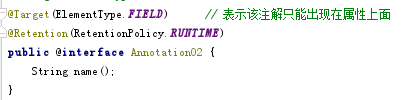 @Target(ElementType.FIELD)     // 表示该注解只能出现在属性上面
@Retention(RetentionPolicy.RUNTIME)
public @interface Annotation02 {
    String name();
}